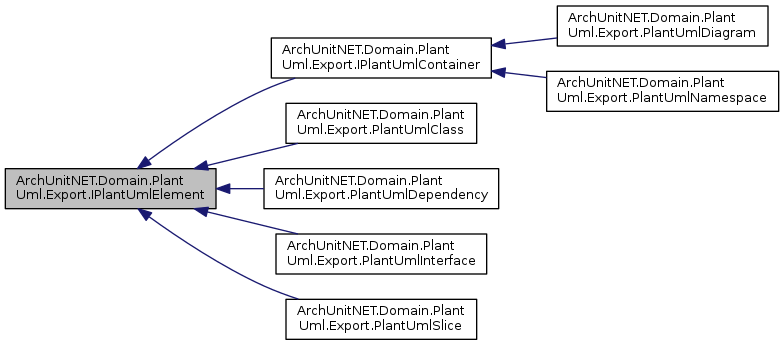 ArchUnitNET.Domain.Plant
Uml.Export.IPlantUmlElement
ArchUnitNET.Domain.Plant
Uml.Export.IPlantUmlContainer
ArchUnitNET.Domain.Plant
Uml.Export.PlantUmlDiagram
ArchUnitNET.Domain.Plant
Uml.Export.PlantUmlNamespace
ArchUnitNET.Domain.Plant
Uml.Export.PlantUmlClass
ArchUnitNET.Domain.Plant
Uml.Export.PlantUmlDependency
ArchUnitNET.Domain.Plant
Uml.Export.PlantUmlInterface
ArchUnitNET.Domain.Plant
Uml.Export.PlantUmlSlice